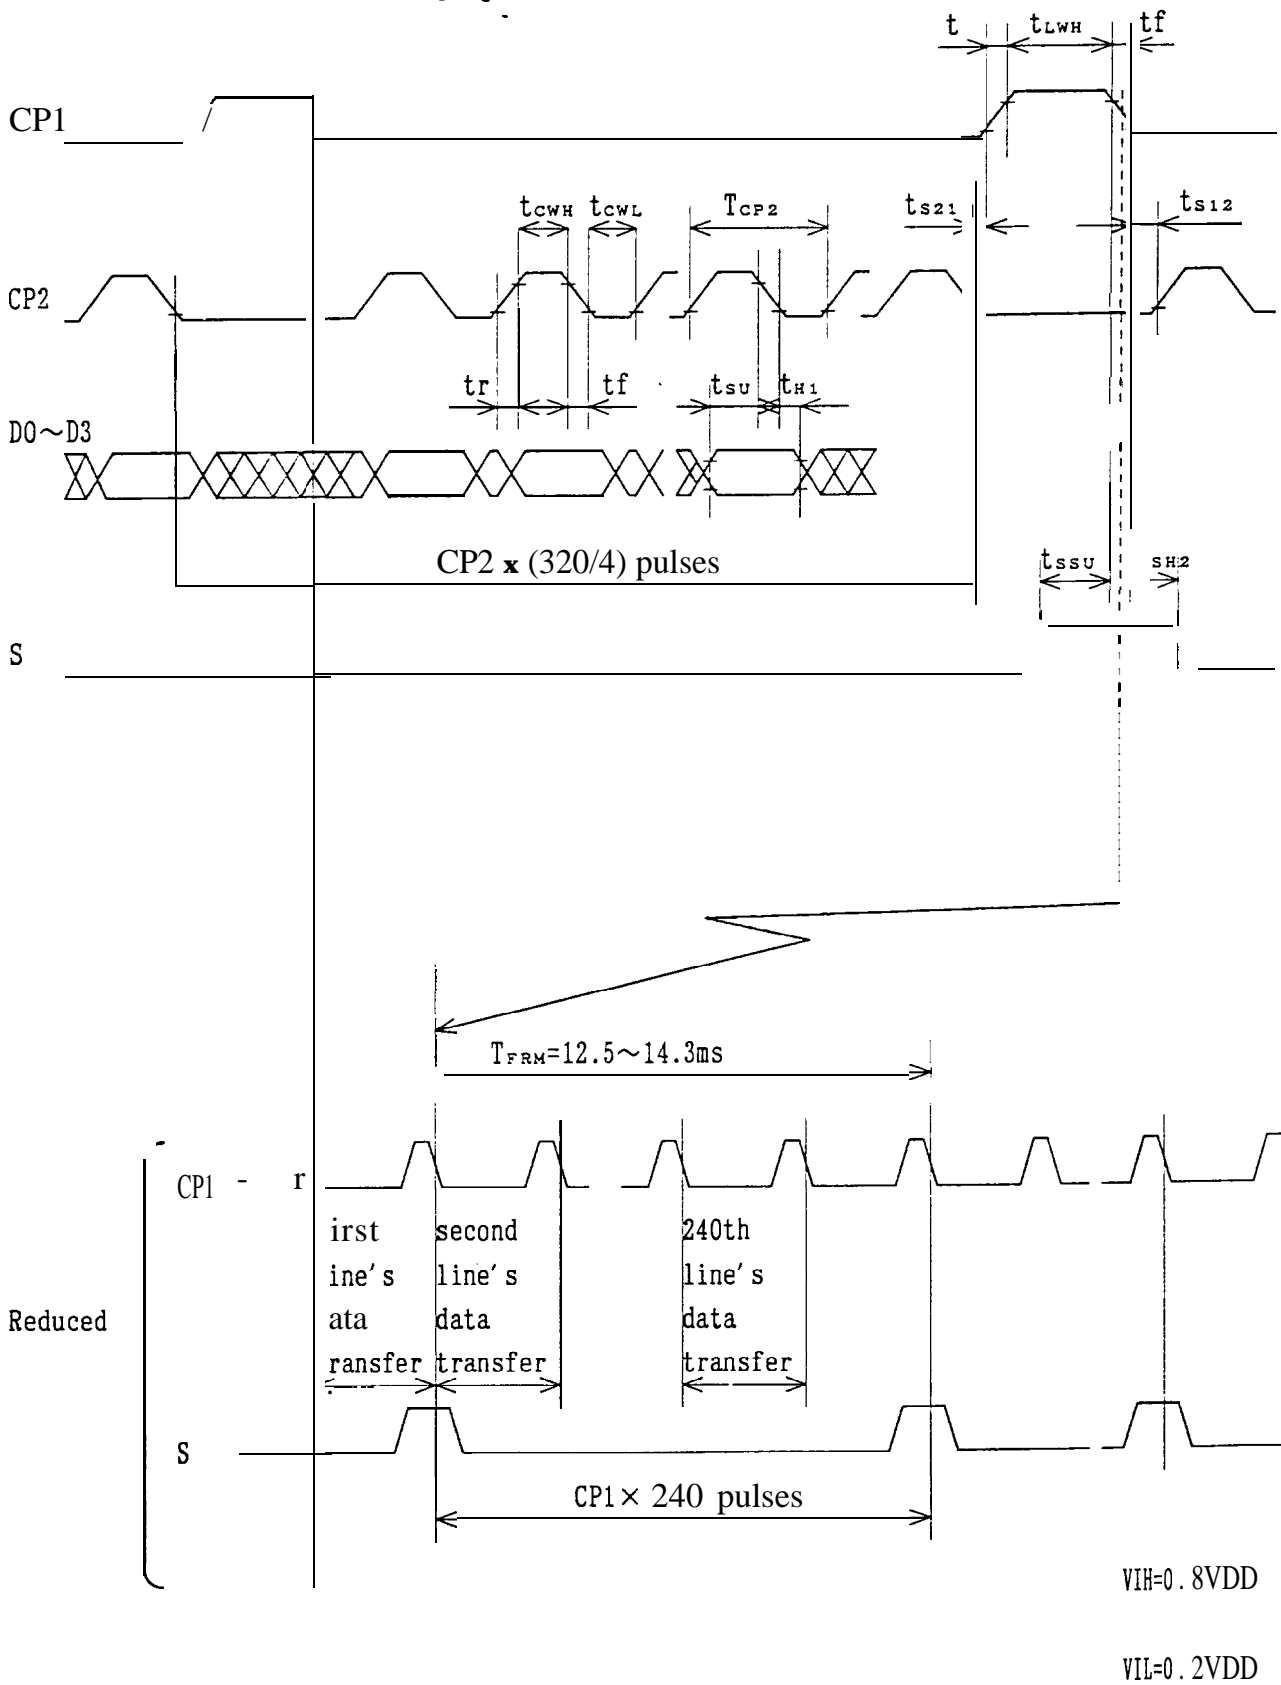 t tLWH tf
CP1
tCWH tCWL TCP2 tS21 tS12
CP2
tr tf tSU tH1
D0~D3
CP2 x (320/4) pulses
tSSU SH2
S
TFRM=12.5~14.3ms
CP1 - r
irst second 240th
ine's line's line's
Reduced ata data data
ransfer transfer transfer
S
CP1× 240 pulses
VIH=0.8VDD
VIL=0.2VDD